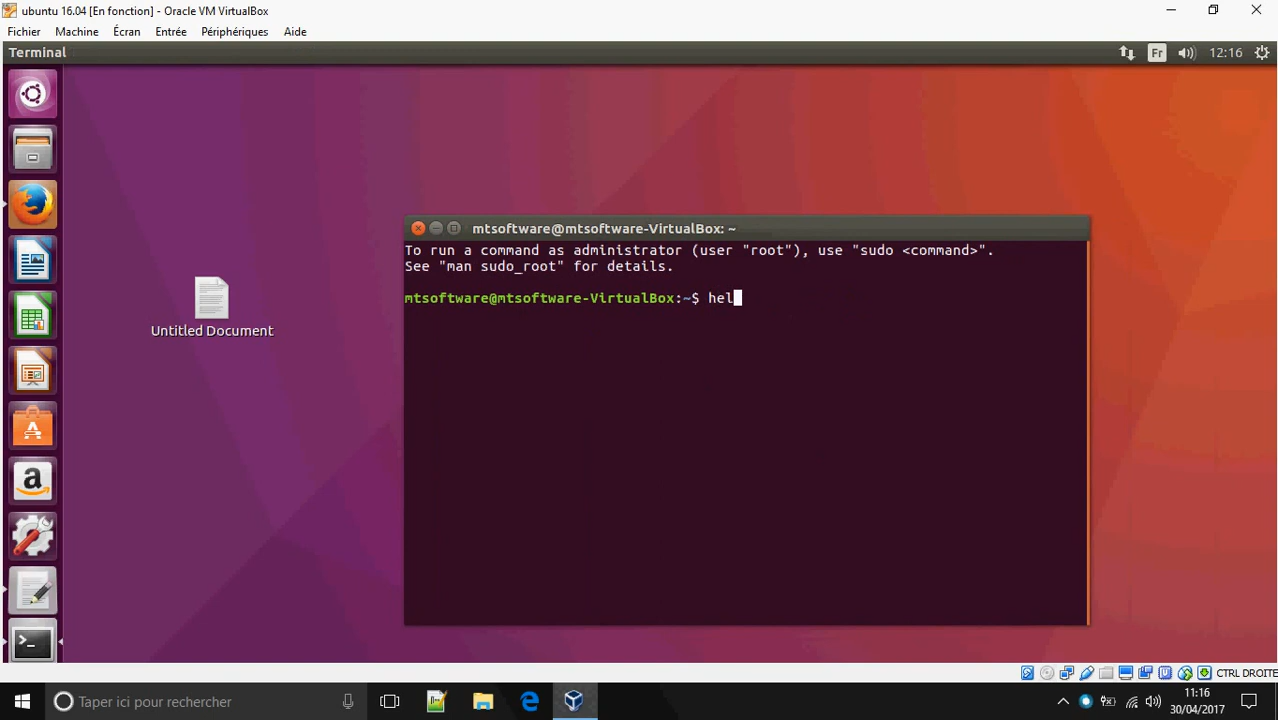 ubuntu 16.04 [En fonction] - Oracle VM VirtualBox
Fichier Machine Écran Entrée Périphériques Aide
Terminal Fr 12:16
mtsoftware@mtsoftware-VirtualBox: ~
To run a command as administrator (user "root"), use "sudo <command>".
See "man sudo_root" for details.
mtsoftware@mtsoftware-VirtualBox:~$ hel
Untitled Document
CTRL DROITE
Taper ici pour rechercher
11:16
30/04/2017